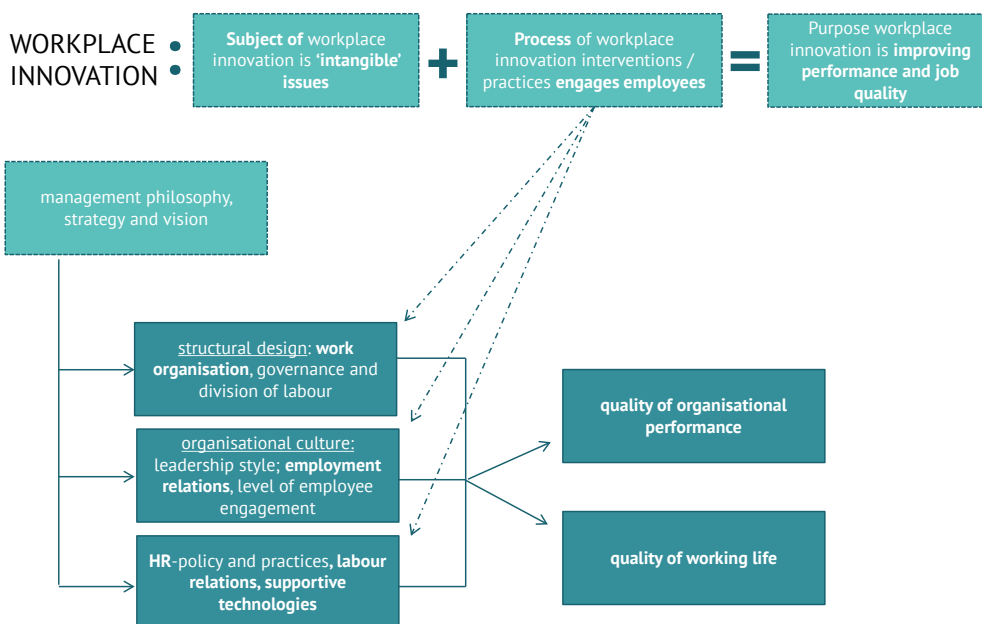 WORKPLACE :
INNOVATION
Subject of workplace
innovation is ‘intangible’
issues
+
Process of workplace
innovation interventions /
practices engages employees
=
Purpose workplace
innovation is improving
performance and job
quality
management philosophy,
strategy and vision
structural design: work
organisation, governance and
division of labour
organisational culture:
leadership style; employment
relations, level of employee
engagement
HR-policy and practices, labour
relations, supportive
technologies
quality of organisational
performance
quality of working life